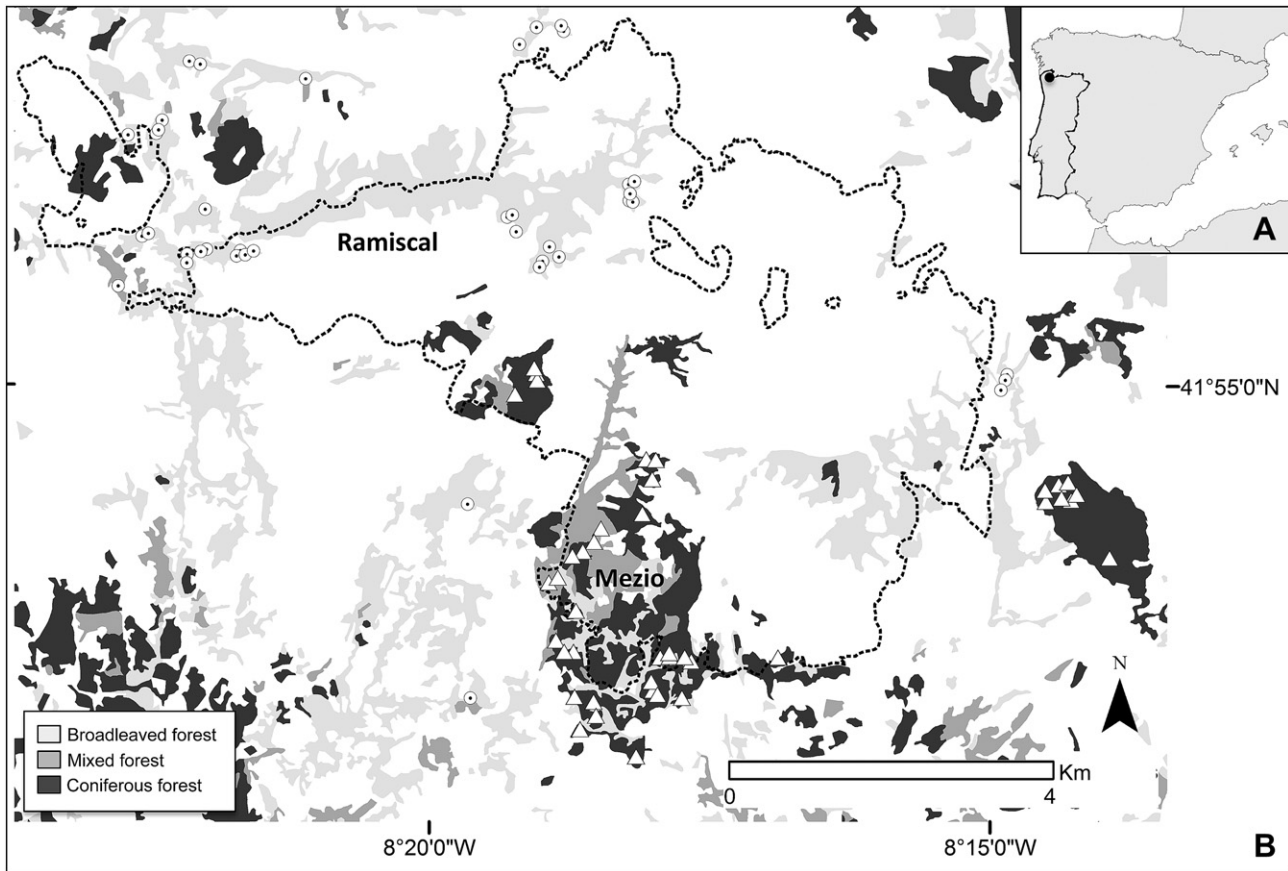 A
Ramiscal
41°55'0"N
Mezio
N
Broadleaved forest
Mixed forest
Coniferous forest
Km
0 4
8°20'0"W 8°15'0"W
B